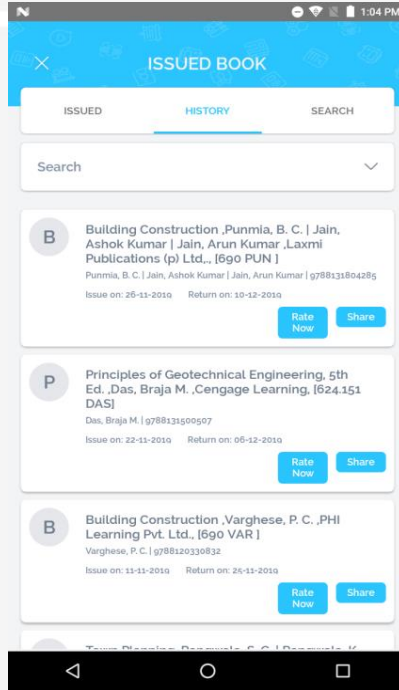 1:04 PM
ISSUED BOOK
ISSUED HISTORY SEARCH
Search
B
Building Construction ,Punmia, B. C. | Jain,
Ashok Kumar | Jain, Arun Kumar ,Laxmi
Publications (p) Ltd,., [690 PUN ]
Punmia, B. C. | Jain, Ashok Kumar | Jain, Arun Kumar | 9788131804285
Issue on: 26-11-2019 Return on: 10-12-2019
Rate
Now
Share
P
Principles of Geotechnical Engineering, 5th
Ed. ,Das, Braja M. ,Cengage Learning, [624.151
DAS]
Das, Braja M. | 9788131500507
Issue on: 22-11-2019 Return on: 06-12-2019
Rate
Now
Share
B
Building Construction ,Varghese, P. C. ,PHI
Learning Pvt. Ltd., [690 VAR ]
Varghese, P. C. | 9788120330832
Issue on: 11-11-2019 Return on: 25-11-2019
Rate
Now
Share
Town Planning, Rangwala, S. C. | Rangwala, K.